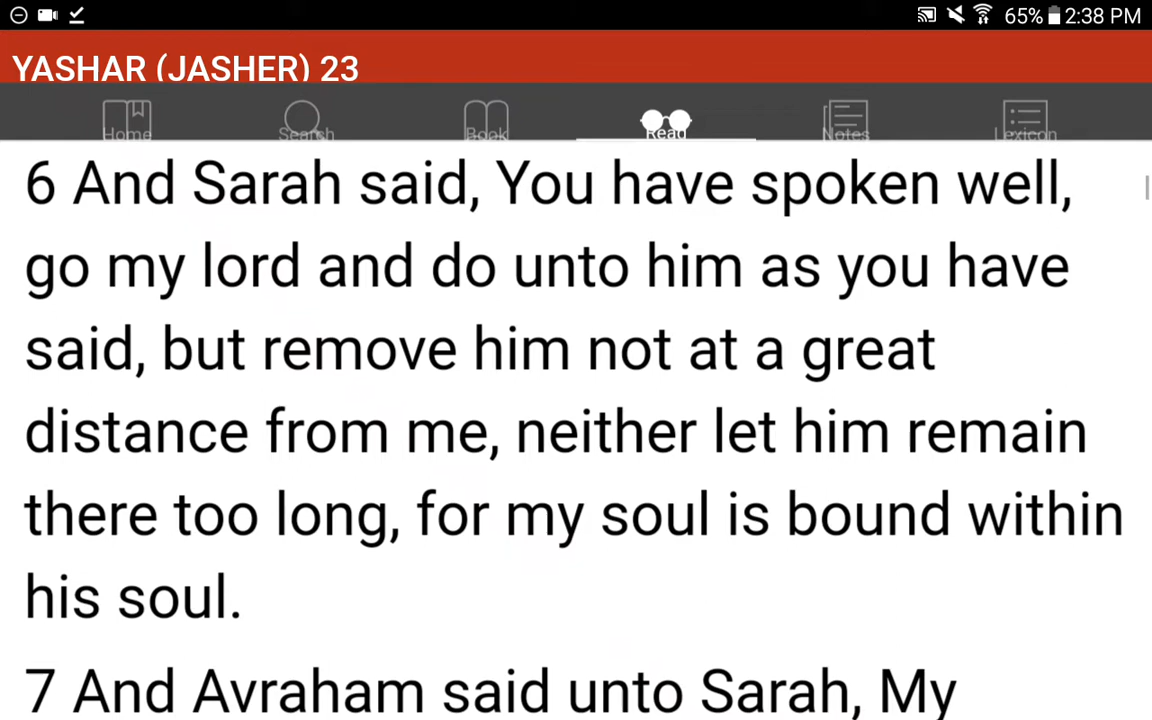 65% 2:38 PM
YASHAR (JASHER) 23
Home Search Book Read Notes Lexicon
6 And Sarah said, You have spoken well,
go my lord and do unto him as you have
said, but remove him not at a great
distance from me, neither let him remain
there too long, for my soul is bound within
his soul.
7 And Avraham said unto Sarah, My